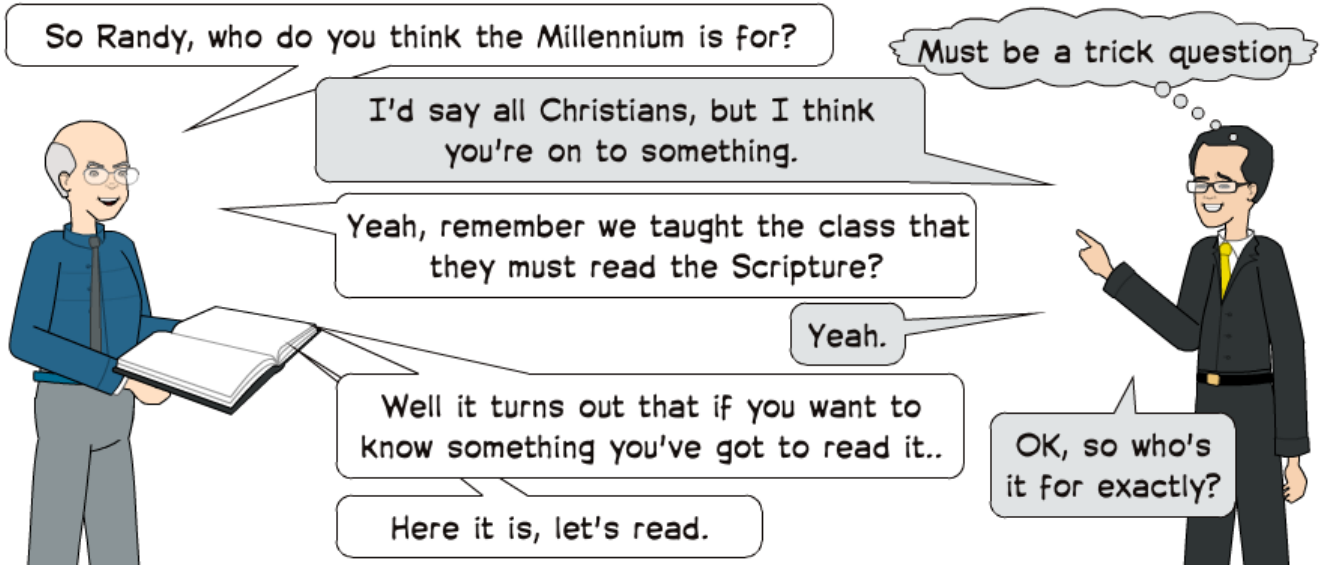 So Randy, who do you think the Millennium is for?
Must be a trick question
I'd say all Christians, but I think
you're on to something.
Yeah, remember we taught the class that
they must read the Scripture?
Yeah.
Well it turns out that if you want to
know something you've got to read it..
Here it is, let's read.
OK, so who's
it for exactly?